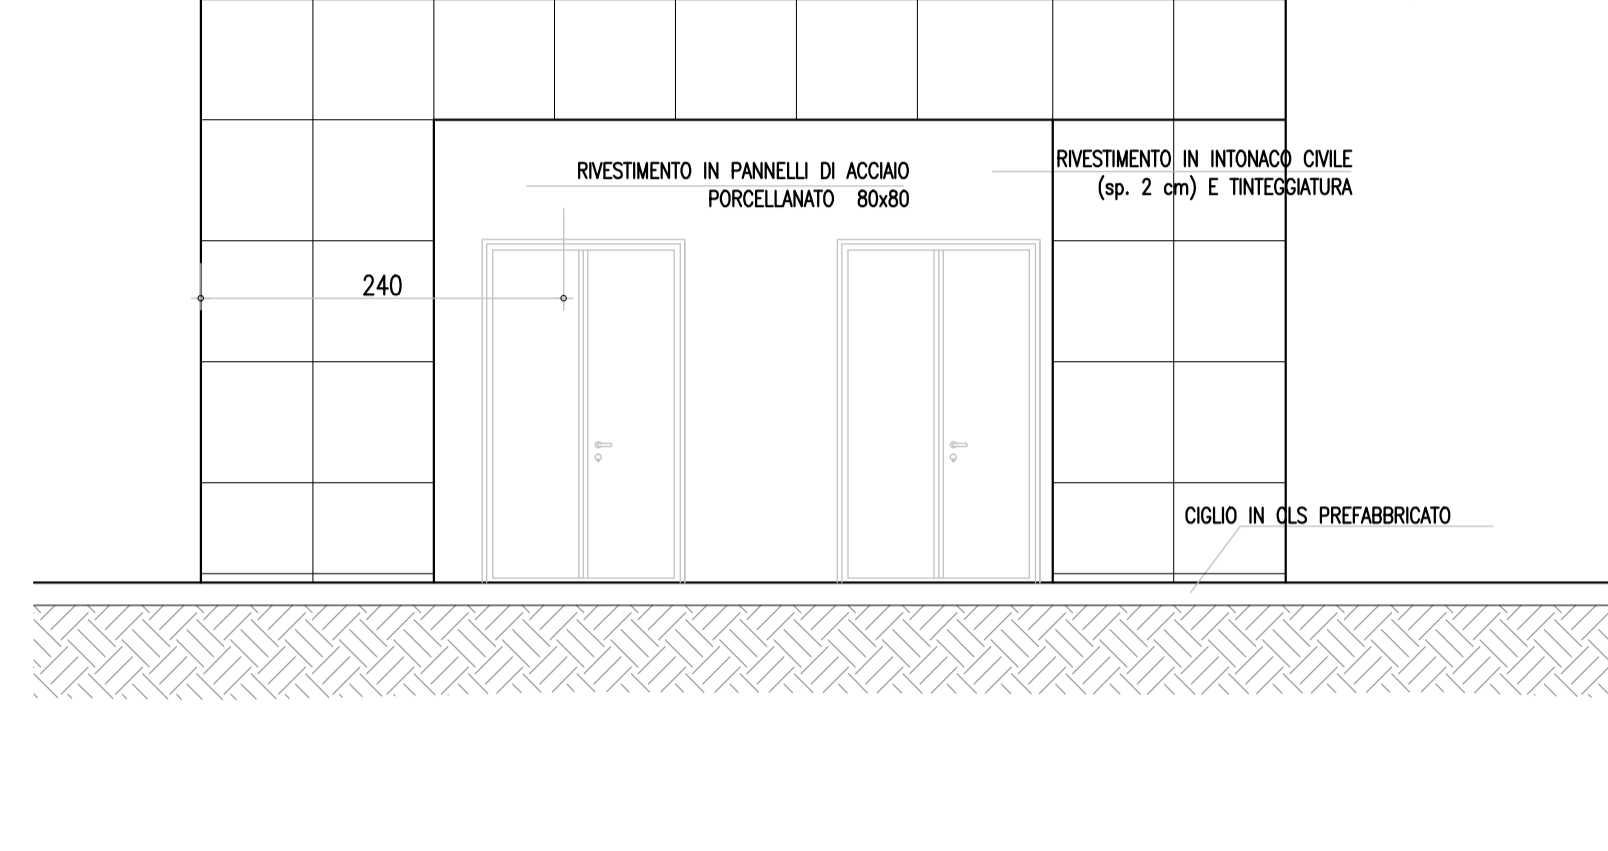 RIVESTIMENTO IN PANNELLI DI ACCIAIO
PORCELLANATO 80x80
RIVESTIMENTO IN INTONACO CIVILE
(sp. 2 cm) E TINTEGGIATURA
240
CIGLIO IN CLS PREFABBRICATO